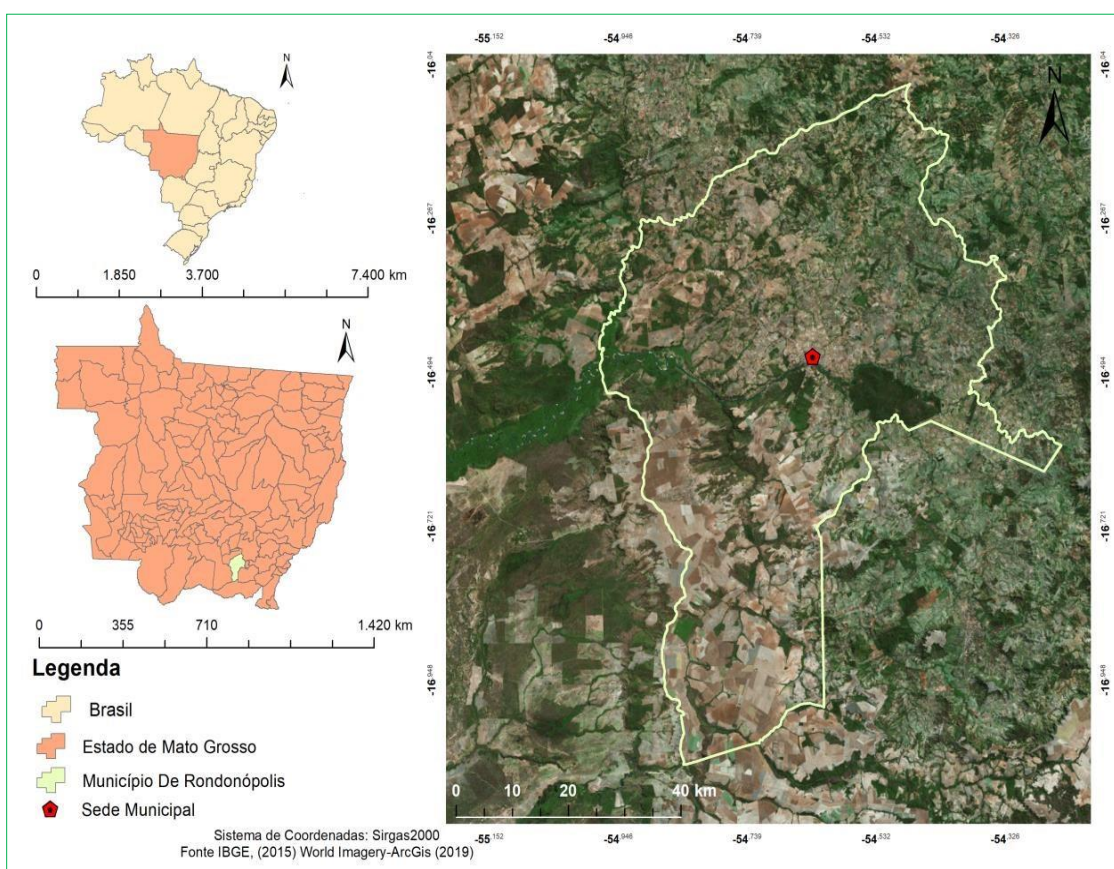 N
0 1.850 3.700 7.400 km
N
0 355 710 1.420 km
Legenda
Brasil
Estado de Mato Grosso
Município De Rondonópolis
Sede Municipal
Sistema de Coordenadas: Sirgas2000
Fonte IBGE, (2015) World Imagery-ArcGis (2019)
-55.152 -54.946 -54.739 -54.532 -54.326
-16.04 -16.04
N
-16.267 -16.267
-16.494 -16.494
-16.721 -16.721
-16.948 -16.948
0 10 20 40 km
-55.152 -54.946 -54.739 -54.532 -54.326